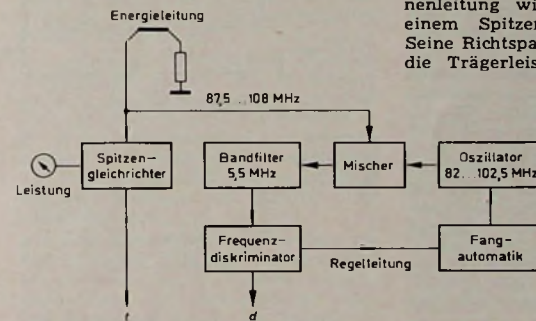 Energieleitung
nenleitung wi
einem Spitzen
Seine Richtspa
die Trägerleis
87,5...108 MHz
Leistung
Spitzen-
gleichrichter
Bandfilter
5,5 MHz
Mischer
Oszillator
82...102,5 MHz
Frequenz-
diskriminator
Regelleitung
Fang-
automatik
d